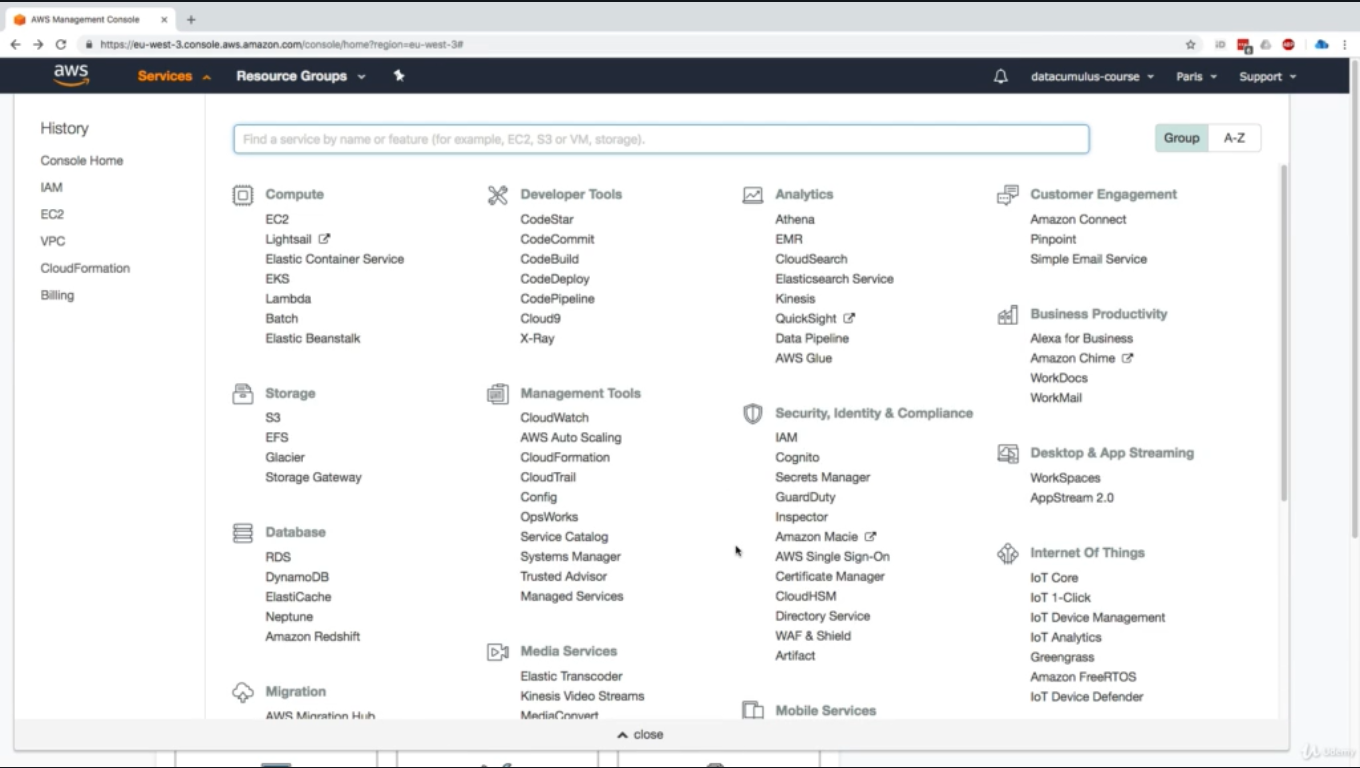 AWS Management Console
https://eu-west-3.console.aws.amazon.com/console/home?region=eu-west-3#
aws
Services
Resource Groups
datacumulus-course
Paris
Support
History
Console Home
IAM
EC2
VPC
CloudFormation
Billing
Find a service by name or feature (for example, EC2, S3 or VM, storage).
Group
A-Z
Compute
EC2
Lightsail
Elastic Container Service
EKS
Lambda
Batch
Elastic Beanstalk
Storage
S3
EFS
Glacier
Storage Gateway
Database
RDS
DynamoDB
ElastiCache
Neptune
Amazon Redshift
Migration
AWS Migration Hub
Developer Tools
CodeStar
CodeCommit
CodeBuild
CodeDeploy
CodePipeline
Cloud9
X-Ray
Management Tools
CloudWatch
AWS Auto Scaling
CloudFormation
CloudTrail
Config
OpsWorks
Service Catalog
Systems Manager
Trusted Advisor
Managed Services
Media Services
Elastic Transcoder
Kinesis Video Streams
MediaConvert
Analytics
Athena
EMR
CloudSearch
Elasticsearch Service
Kinesis
QuickSight
Data Pipeline
AWS Glue
Security, Identity & Compliance
IAM
Cognito
Secrets Manager
GuardDuty
Inspector
Amazon Macie
AWS Single Sign-On
Certificate Manager
CloudHSM
Directory Service
WAF & Shield
Artifact
Mobile Services
Customer Engagement
Amazon Connect
Pinpoint
Simple Email Service
Business Productivity
Alexa for Business
Amazon Chime
WorkDocs
WorkMail
Desktop & App Streaming
WorkSpaces
AppStream 2.0
Internet Of Things
IoT Core
IoT 1-Click
IoT Device Management
IoT Analytics
Greengrass
Amazon FreeRTOS
IoT Device Defender
close
Udemy